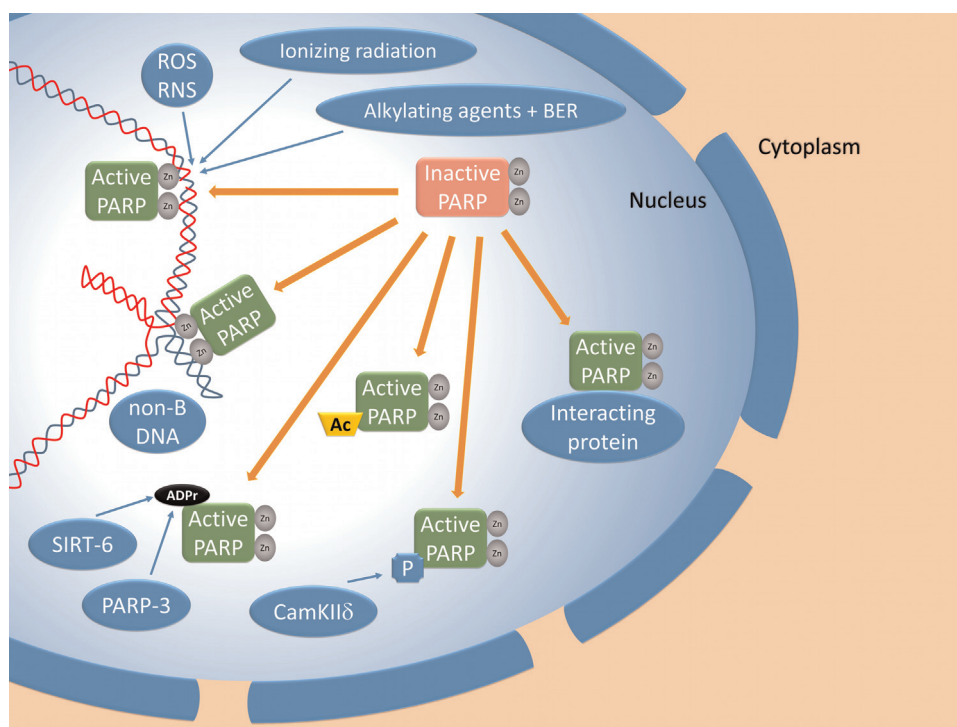 ROS
RNS
Ionizing radiation
Alkylating agents + BER
Cytoplasm
Nucleus
Active
PARP
Zn
Zn
Inactive
PARP
Zn
Zn
Active
PARP
Zn
Zn
non-B
DNA
Active
PARP
Zn
Zn
Ac
Active
PARP
Zn
Zn
Interacting
protein
ADPr
Active
PARP
Zn
Zn
SIRT-6
PARP-3
Active
PARP
Zn
Zn
P
CamKIIδ